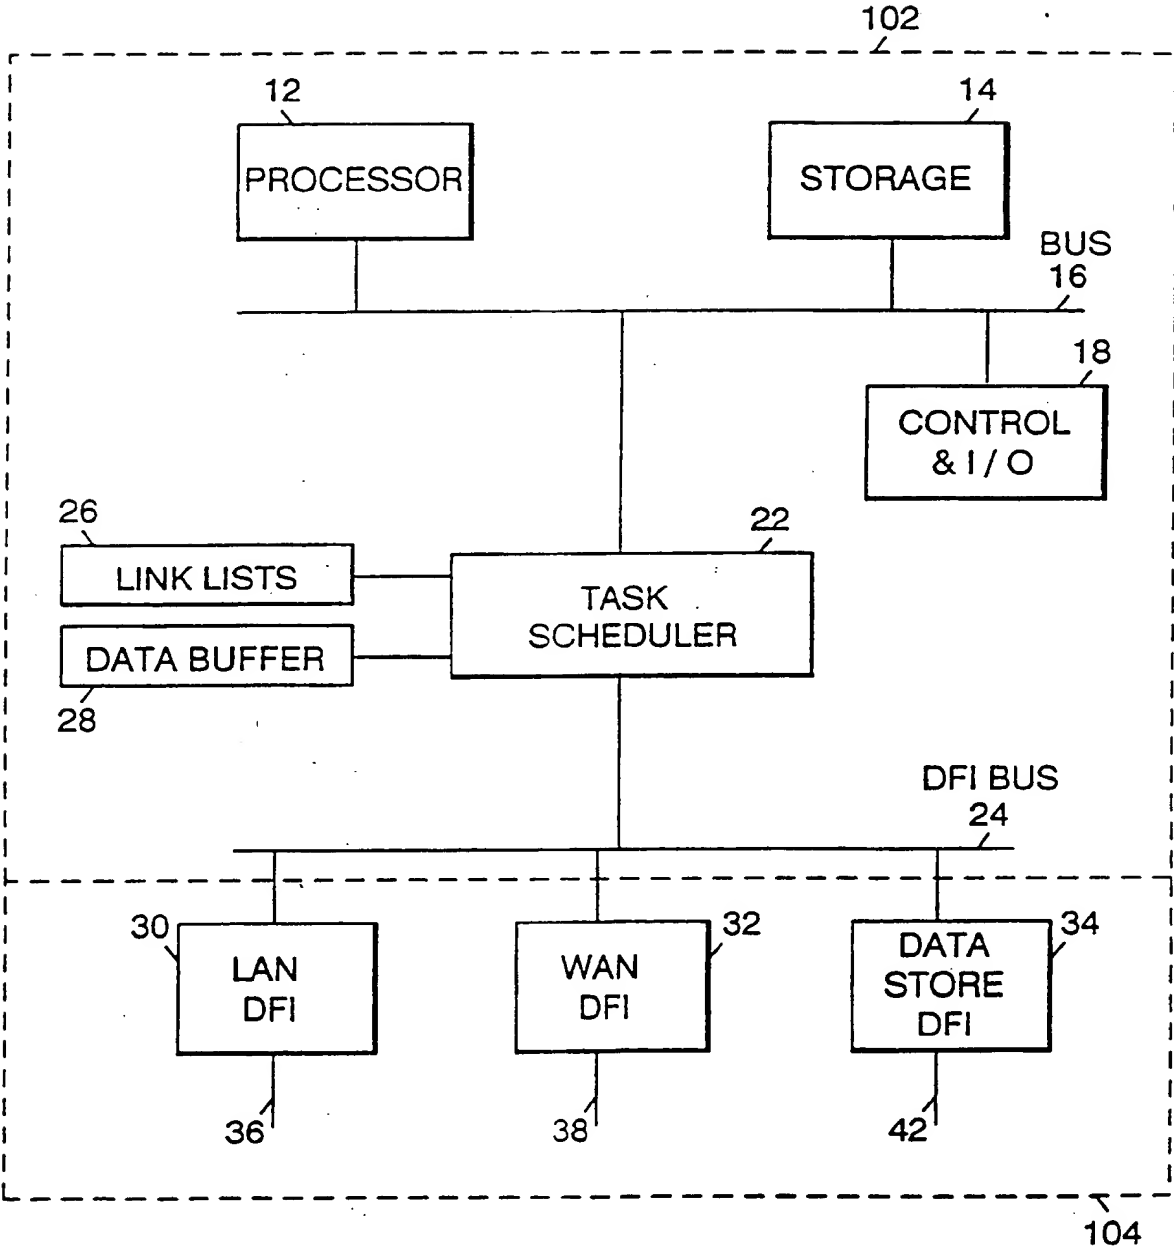 102
12
14
PROCESSOR
STORAGE
BUS
16
18
CONTROL
& I / O
26
22
LINK LISTS
TASK
SCHEDULER
DATA BUFFER
28
DFI BUS
24
30
32
34
LAN
DFI
WAN
DFI
DATA
STORE
DFI
36
38
42
104